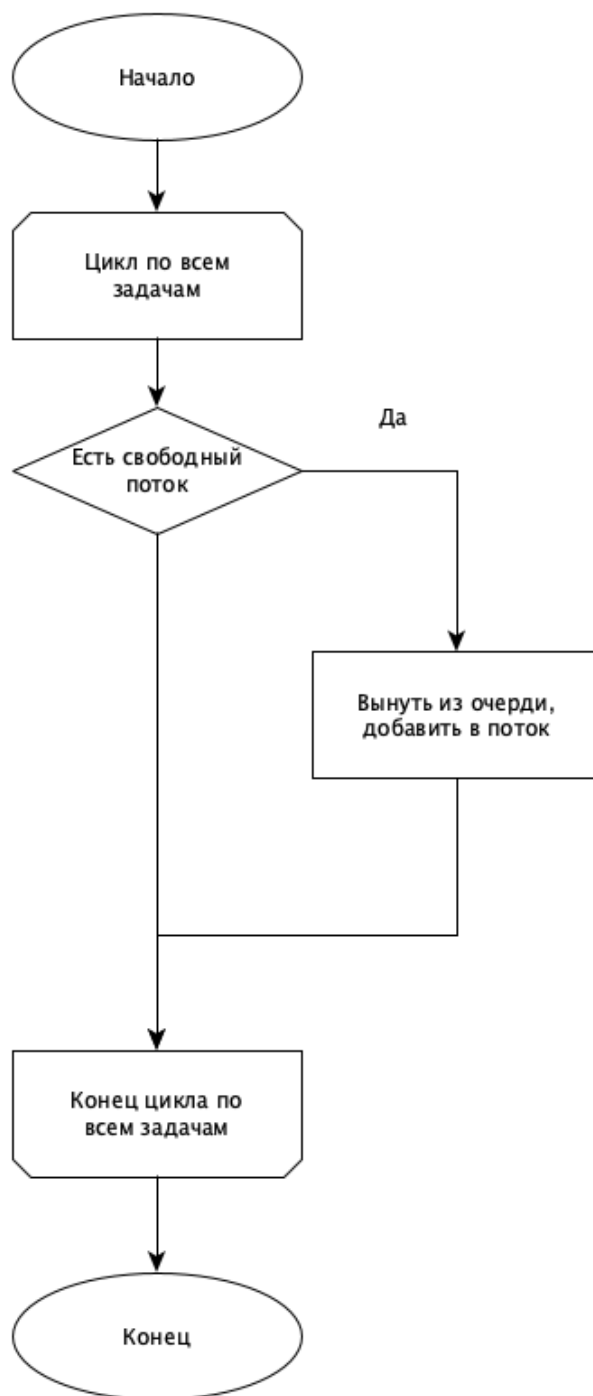 Начало
Цикл по всем
задачам
Да
Есть свободный
поток
Вынуть из очерди,
добавить в поток
Конец цикла по
всем задачам
Конец